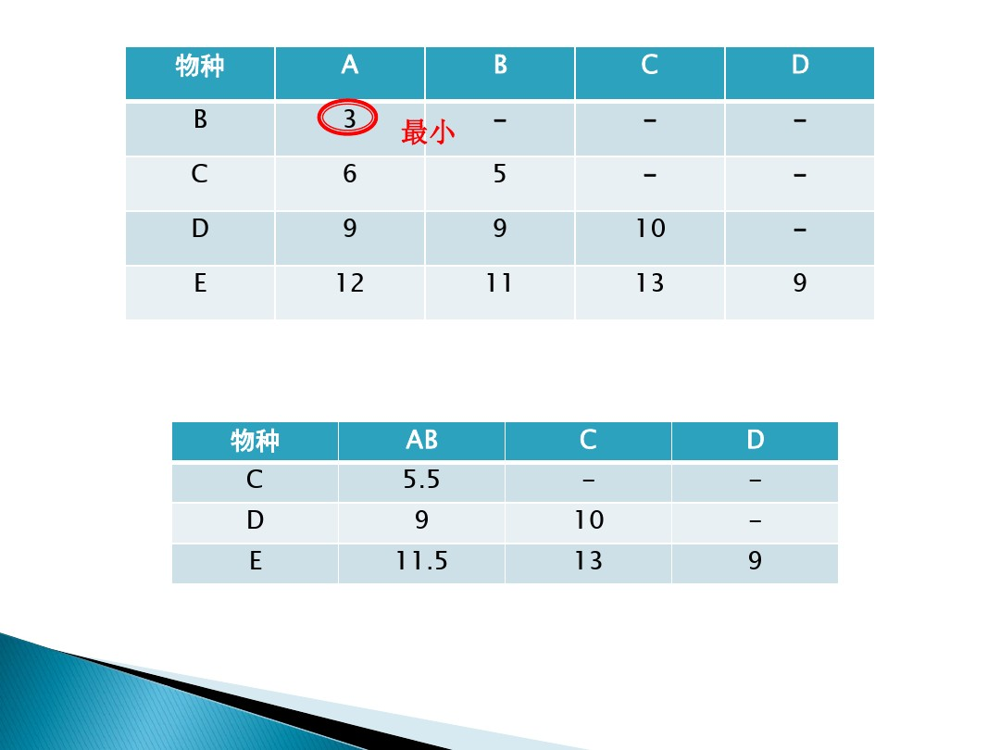 物种 A B C D
B 3 最小 – – –
C 6 5 – –
D 9 9 10 –
E 12 11 13 9
物种 AB C D
C 5.5 – –
D 9 10 –
E 11.5 13 9